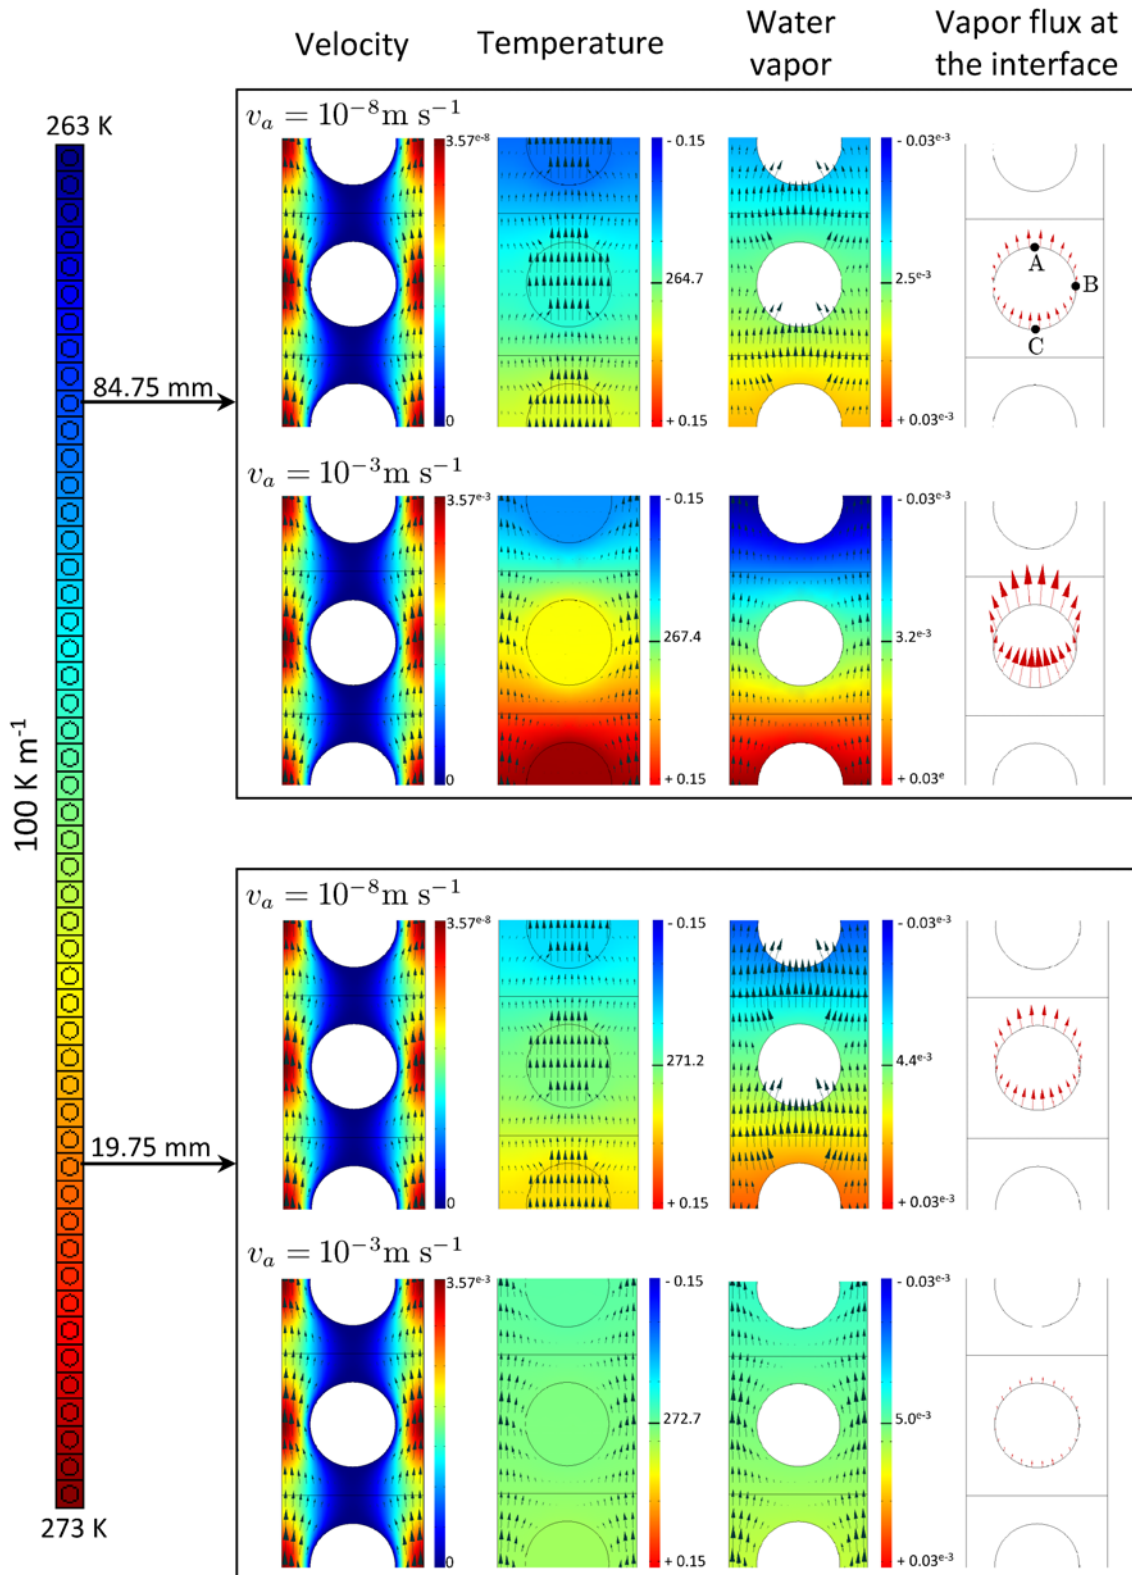 Velocity
Temperature
Water
vapor
Vapor flux at
the interface
263 K
100 K m⁻¹
273 K
84.75 mm
19.75 mm
vₐ = 10⁻⁸m s⁻¹
3.57ᵉ⁻⁸
0
- 0.15
264.7
+ 0.15
- 0.03ᵉ⁻³
2.5ᵉ⁻³
+ 0.03ᵉ⁻³
A
B
C
vₐ = 10⁻³m s⁻¹
3.57ᵉ⁻³
0
- 0.15
267.4
+ 0.15
- 0.03ᵉ⁻³
3.2ᵉ⁻³
+ 0.03ᵉ
vₐ = 10⁻⁸m s⁻¹
3.57ᵉ⁻⁸
0
- 0.15
271.2
+ 0.15
- 0.03ᵉ⁻³
4.4ᵉ⁻³
+ 0.03ᵉ⁻³
vₐ = 10⁻³m s⁻¹
3.57ᵉ⁻³
0
- 0.15
272.7
+ 0.15
- 0.03ᵉ⁻³
5.0ᵉ⁻³
+ 0.03ᵉ⁻³